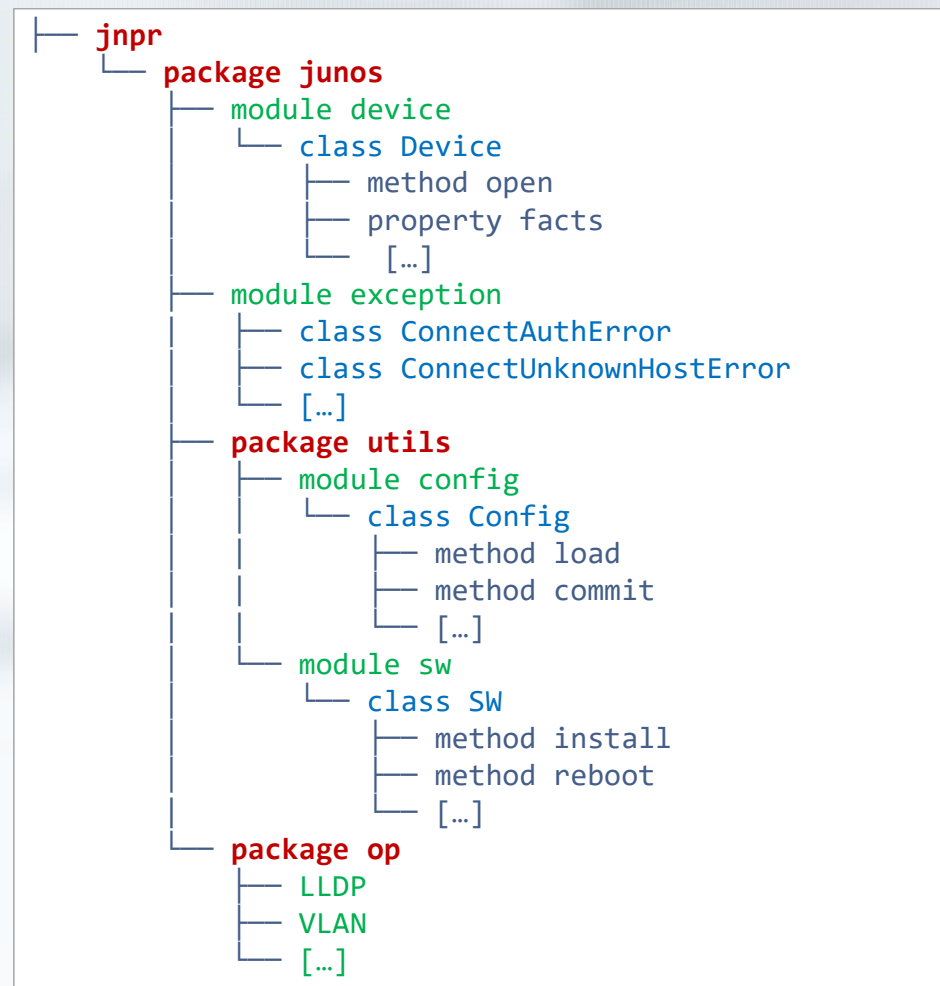 ├── jnpr
    └── package junos
        ├── module device
        │   └── class Device
        │       ├── method open
        │       ├── property facts
        │       └── […]
        ├── module exception
        │   ├── class ConnectAuthError
        │   ├── class ConnectUnknownHostError
        │   └── […]
        ├── package utils
        │   ├── module config
        │   │   └── class Config
        │   │       ├── method load
        │   │       ├── method commit
        │   │       └── […]
        │   └── module sw
        │       └── class SW
        │           ├── method install
        │           ├── method reboot
        │           └── […]
        └── package op
            ├── LLDP
            ├── VLAN
            └── […]